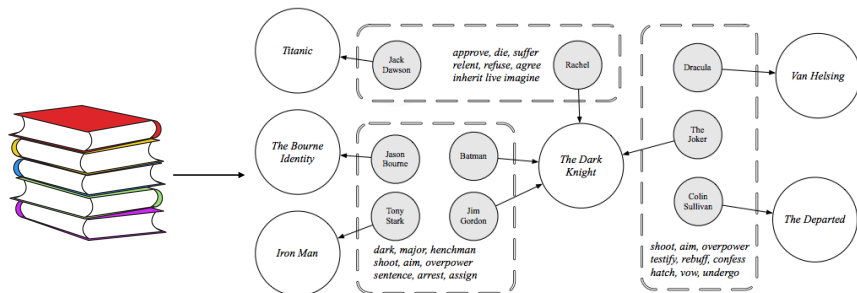 Titanic
Jack
Dawson
approve, die, suffer
relent, refuse, agree
inherit live imagine
Rachel
Dracula
Van Helsing
The Bourne
Identity
Jason
Bourne
Batman
The Dark
Knight
The
Joker
Iron Man
Tony
Stark
Jim
Gordon
dark, major, henchman
shoot, aim, overpower
sentence, arrest, assign
Colin
Sullivan
The Departed
shoot, aim, overpower
testify, rebuff, confess
hatch, vow, undergo